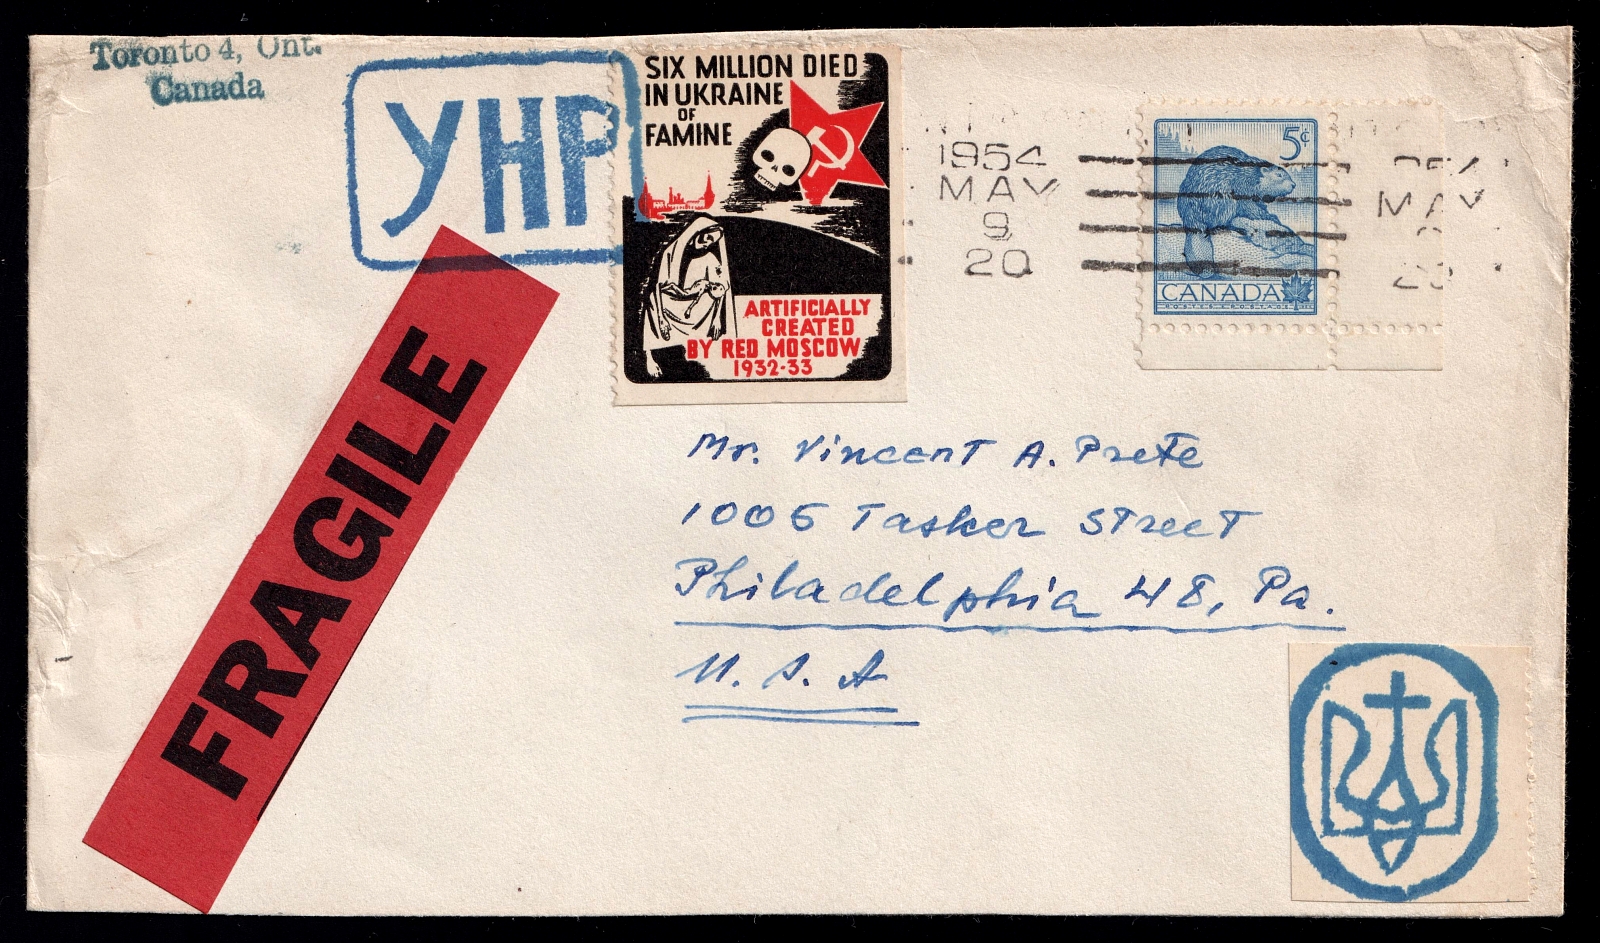 Toronto 4, Ont.
Canada
УНР
SIX MILLION DIED
IN UKRAINE
OF
FAMINE
ARTIFICIALLY
CREATED
BY RED MOSCOW
1932-33
1954
MAY
9
20
5¢
CANADA
POSTES POSTAGE
MAY
FRAGILE
Mr. Vincent A. Prete
1006 Tasker Street
Philadelphia 48, Pa.
U. S. A